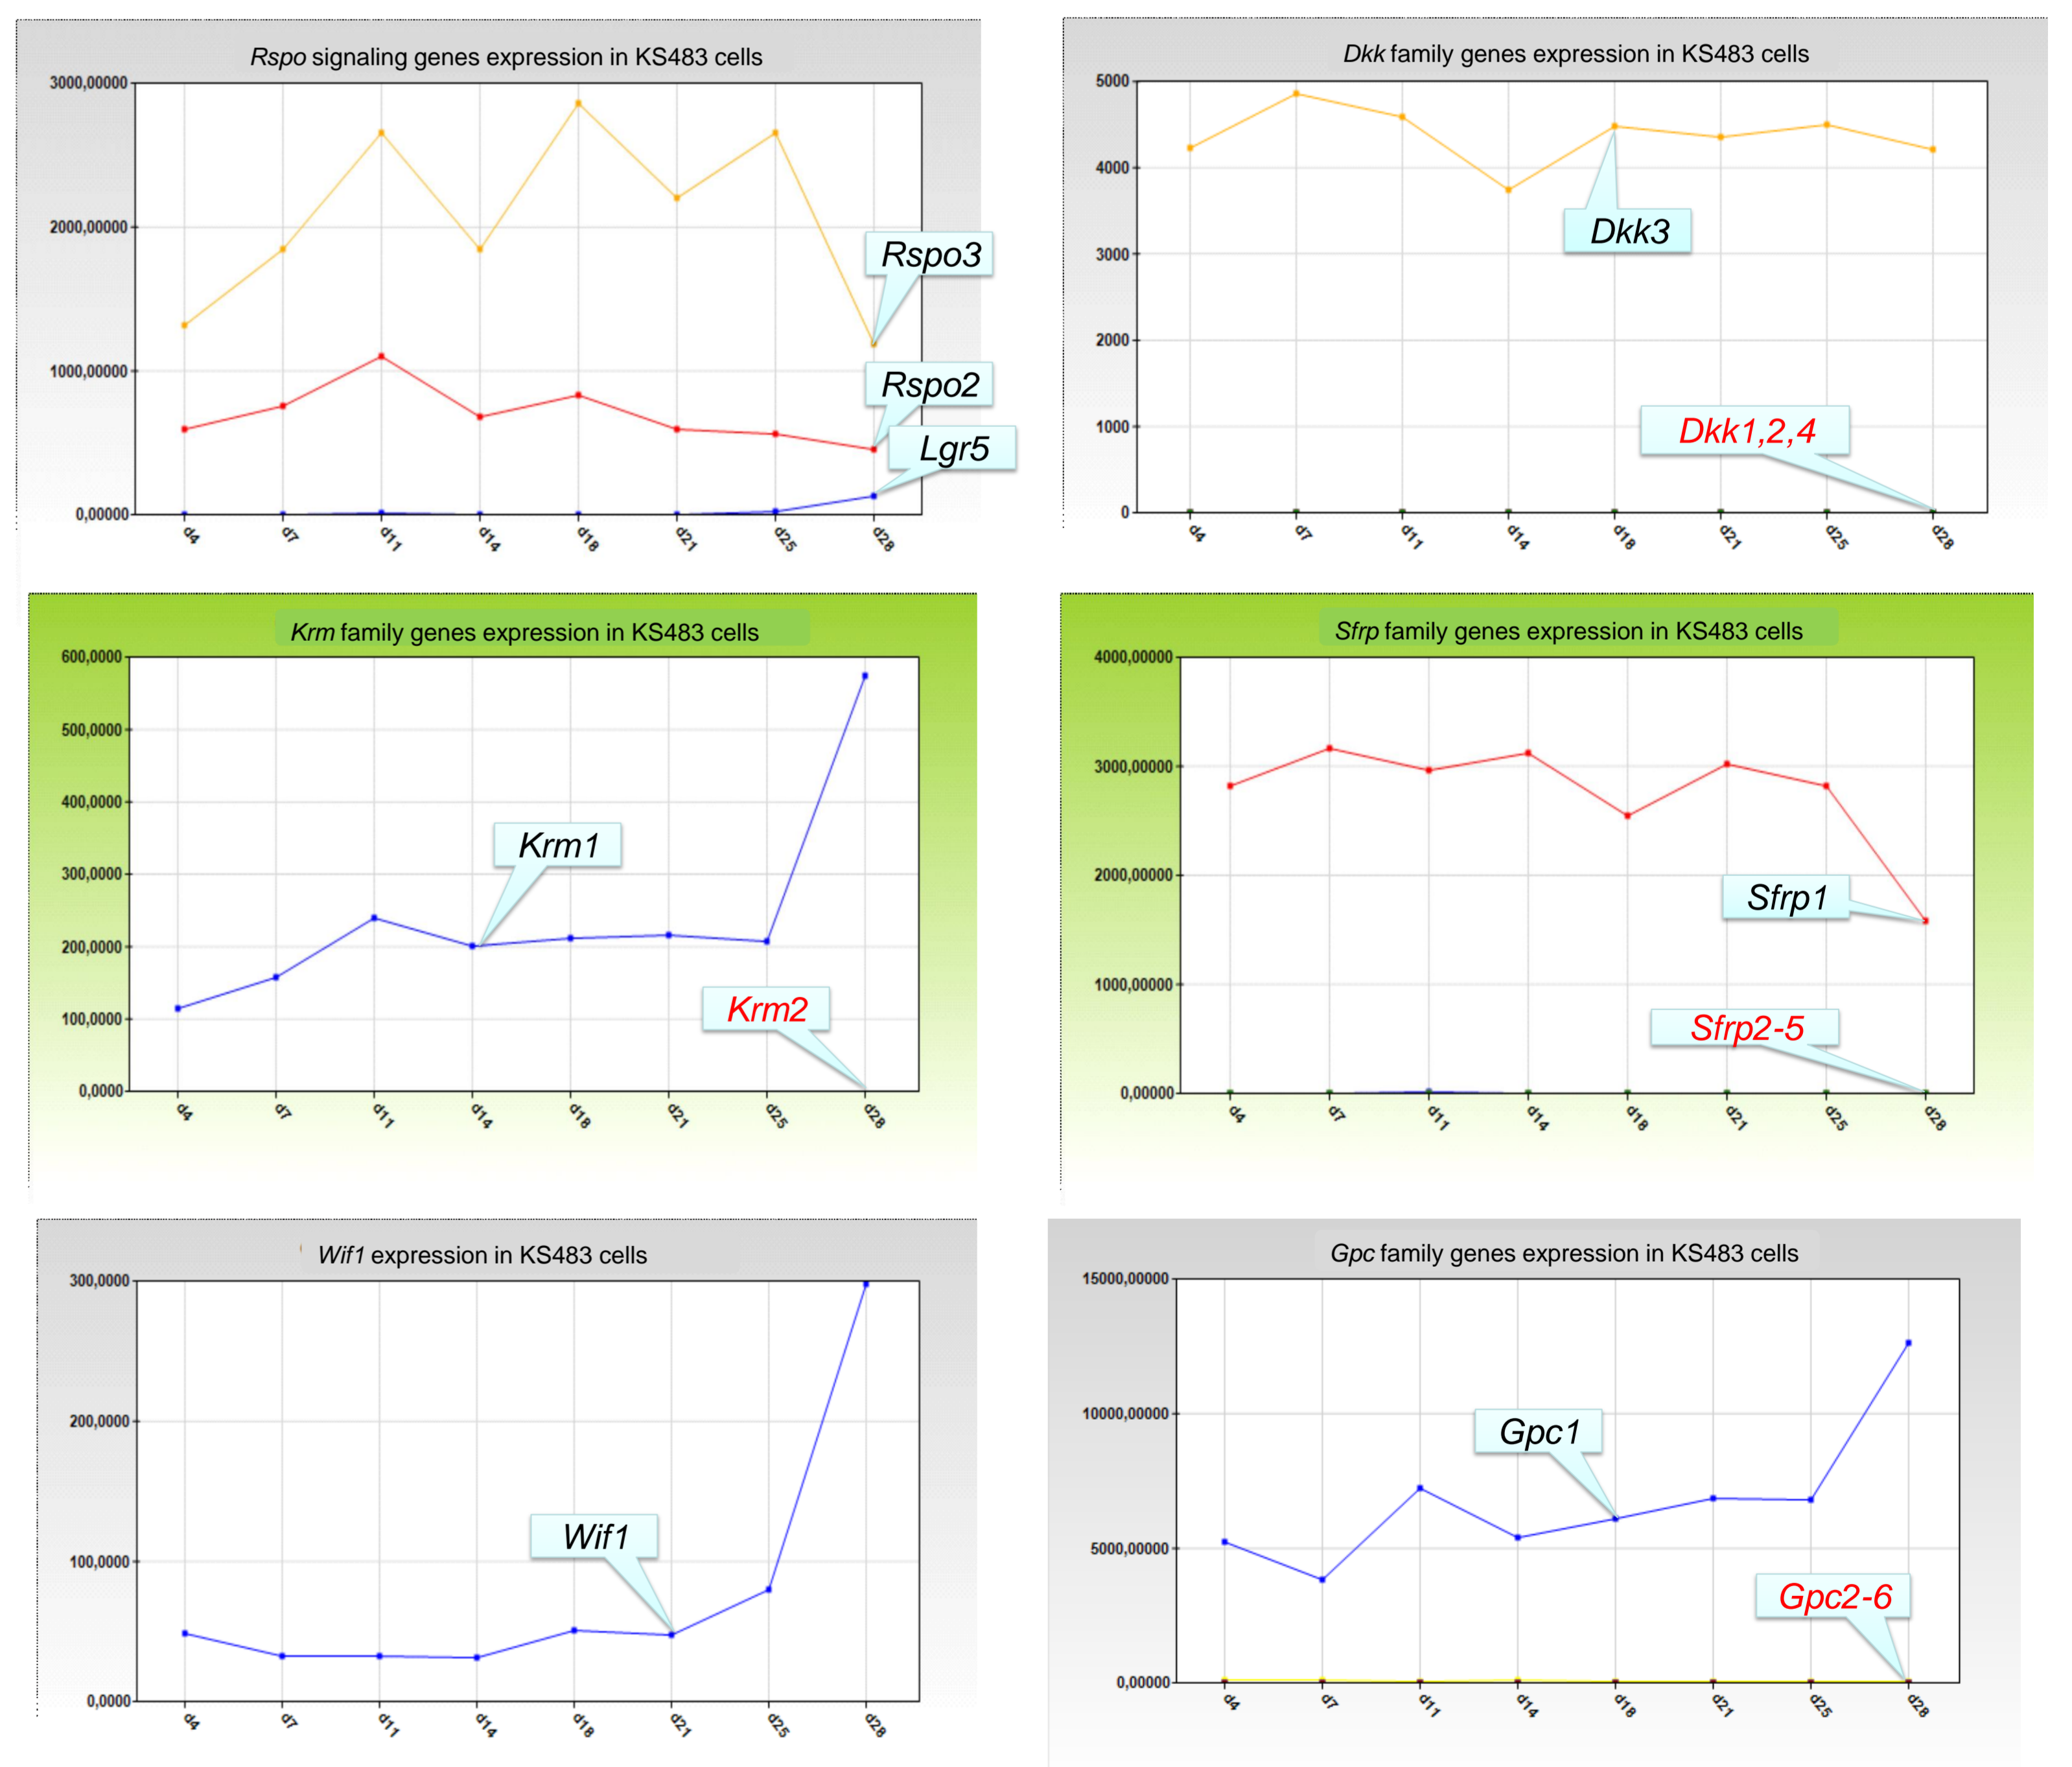 Rspo signaling genes expression in KS483 cells
3000,00000
2000,00000
1000,00000
0,00000
d4 d7 d11 d14 d18 d21 d25 d28
Rspo3
Rspo2
Lgr5
Dkk family genes expression in KS483 cells
5000
4000
3000
2000
1000
0
d4 d7 d11 d14 d18 d21 d25 d28
Dkk3
Dkk1,2,4
Krm family genes expression in KS483 cells
600,0000
500,0000
400,0000
300,0000
200,0000
100,0000
0,0000
d4 d7 d11 d14 d18 d21 d25 d28
Krm1
Krm2
Sfrp family genes expression in KS483 cells
4000,00000
3000,00000
2000,00000
1000,00000
0,00000
d4 d7 d11 d14 d18 d21 d25 d28
Sfrp1
Sfrp2-5
Wif1 expression in KS483 cells
300,0000
200,0000
100,0000
0,0000
d4 d7 d11 d14 d18 d21 d25 d28
Wif1
Gpc family genes expression in KS483 cells
15000,00000
10000,00000
5000,00000
0,00000
d4 d7 d11 d14 d18 d21 d25 d28
Gpc1
Gpc2-6